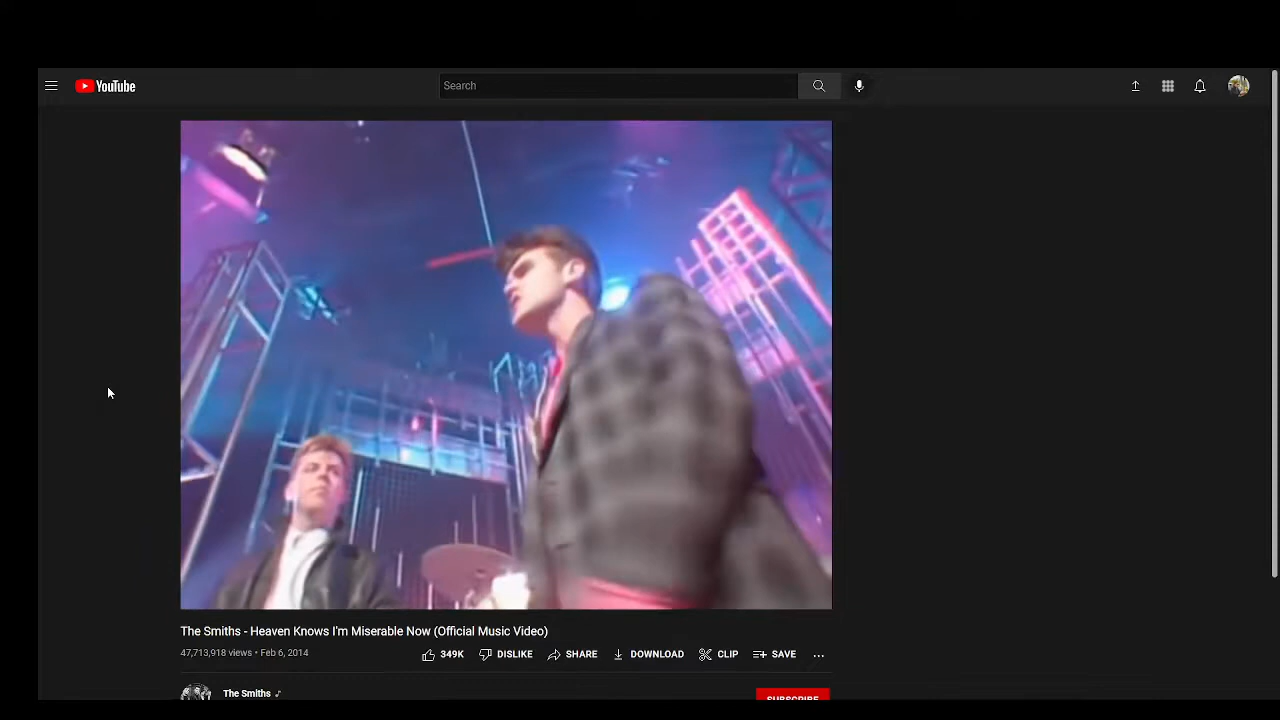 YouTube
Search
The Smiths - Heaven Knows I'm Miserable Now (Official Music Video)
47,713,918 views • Feb 6, 2014
349K DISLIKE SHARE DOWNLOAD CLIP SAVE ...
The Smiths ♪
SUBSCRIBE